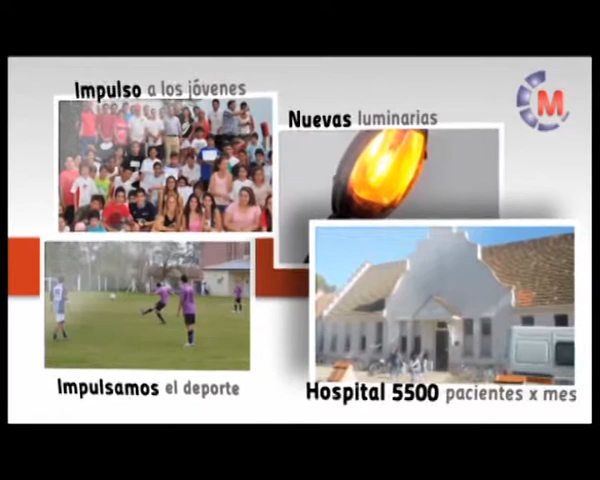 Impulso a los jóvenes
Nuevas luminarias
M
Impulsamos el deporte
Hospital 5500 pacientes x mes